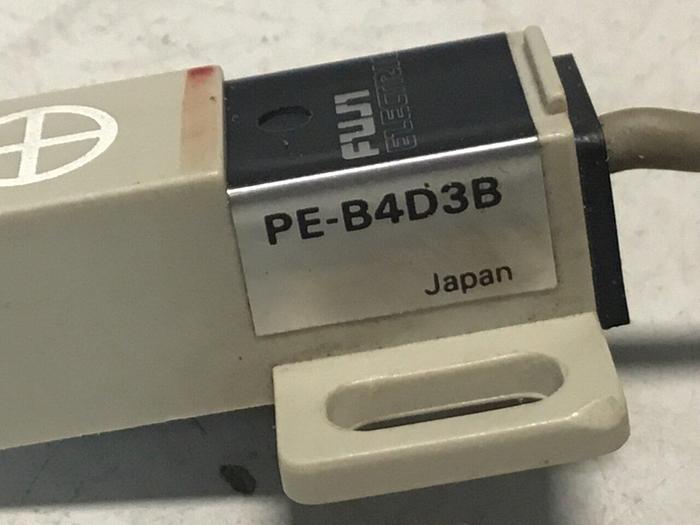 FUJI
ELECTRIC
PE-B4D3B
Japan